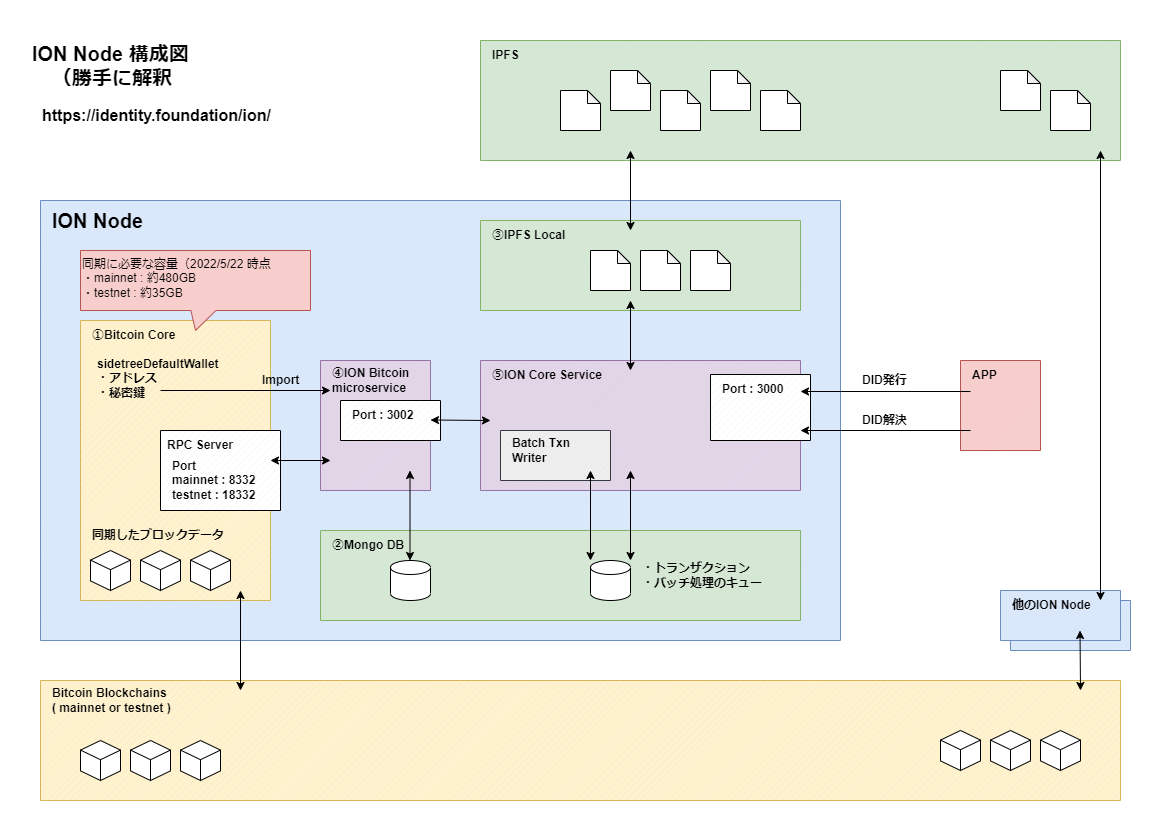 ION Node 構成図
（勝手に解釈
https://identity.foundation/ion/
IPFS
ION Node
同期に必要な容量（2022/5/22 時点
・mainnet : 約480GB
・testnet : 約35GB
①Bitcoin Core
sidetreeDefaultWallet
・アドレス
・秘密鍵
Import
RPC Server
Port
mainnet : 8332
testnet : 18332
同期したブロックデータ
③IPFS Local
④ION Bitcoin
microservice
Port : 3002
⑤ION Core Service
Port : 3000
Batch Txn
Writer
DID発行
DID解決
APP
②Mongo DB
・トランザクション
・バッチ処理のキュー
他のION Node
Bitcoin Blockchains
( mainnet or testnet )